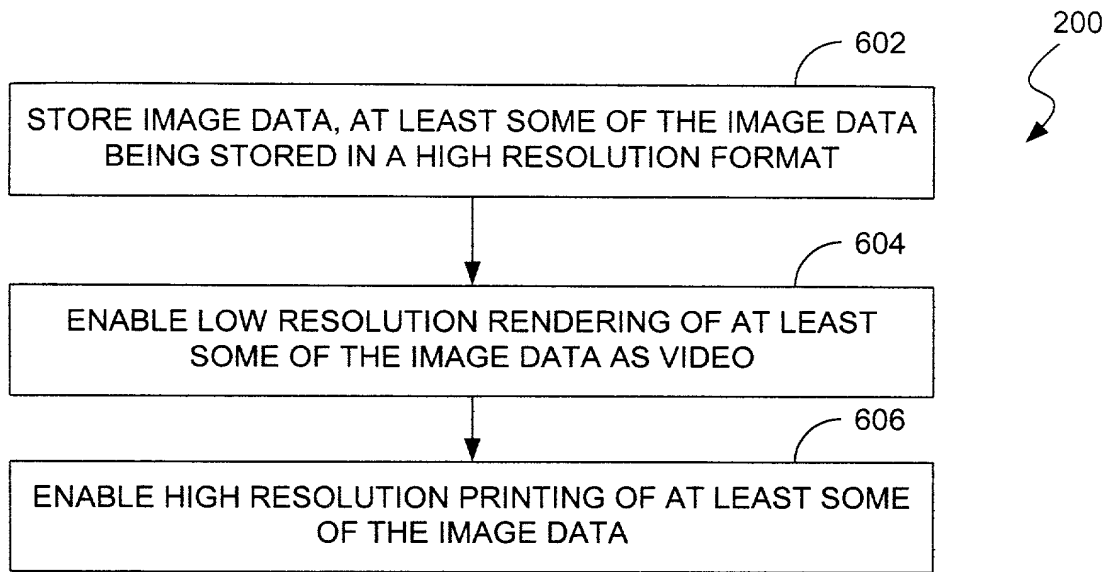 200
602
STORE IMAGE DATA, AT LEAST SOME OF THE IMAGE DATA
BEING STORED IN A HIGH RESOLUTION FORMAT
604
ENABLE LOW RESOLUTION RENDERING OF AT LEAST
SOME OF THE IMAGE DATA AS VIDEO
606
ENABLE HIGH RESOLUTION PRINTING OF AT LEAST SOME
OF THE IMAGE DATA